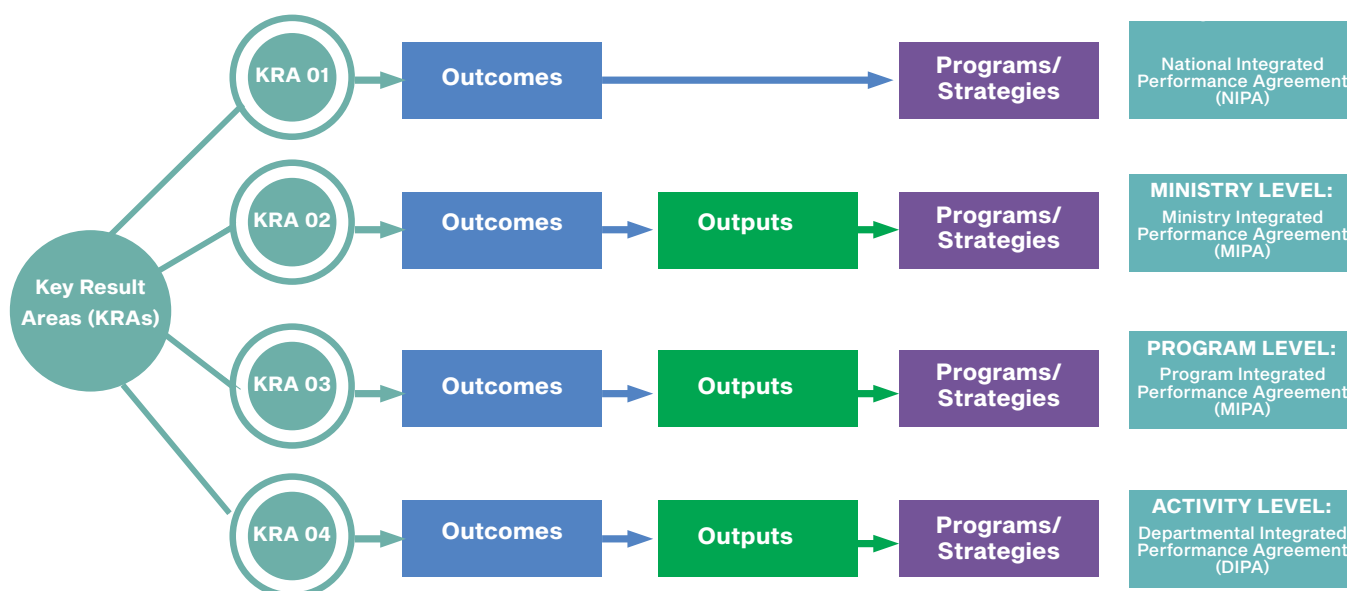 Key Result
Areas (KRAs)
KRA 01
Outcomes
Programs/
Strategies
National Integrated
Performance Agreement
(NIPA)
KRA 02
Outcomes
Outputs
Programs/
Strategies
MINISTRY LEVEL:
Ministry Integrated
Performance Agreement
(MIPA)
KRA 03
Outcomes
Outputs
Programs/
Strategies
PROGRAM LEVEL:
Program Integrated
Performance Agreement
(MIPA)
KRA 04
Outcomes
Outputs
Programs/
Strategies
ACTIVITY LEVEL:
Departmental Integrated
Performance Agreement
(DIPA)